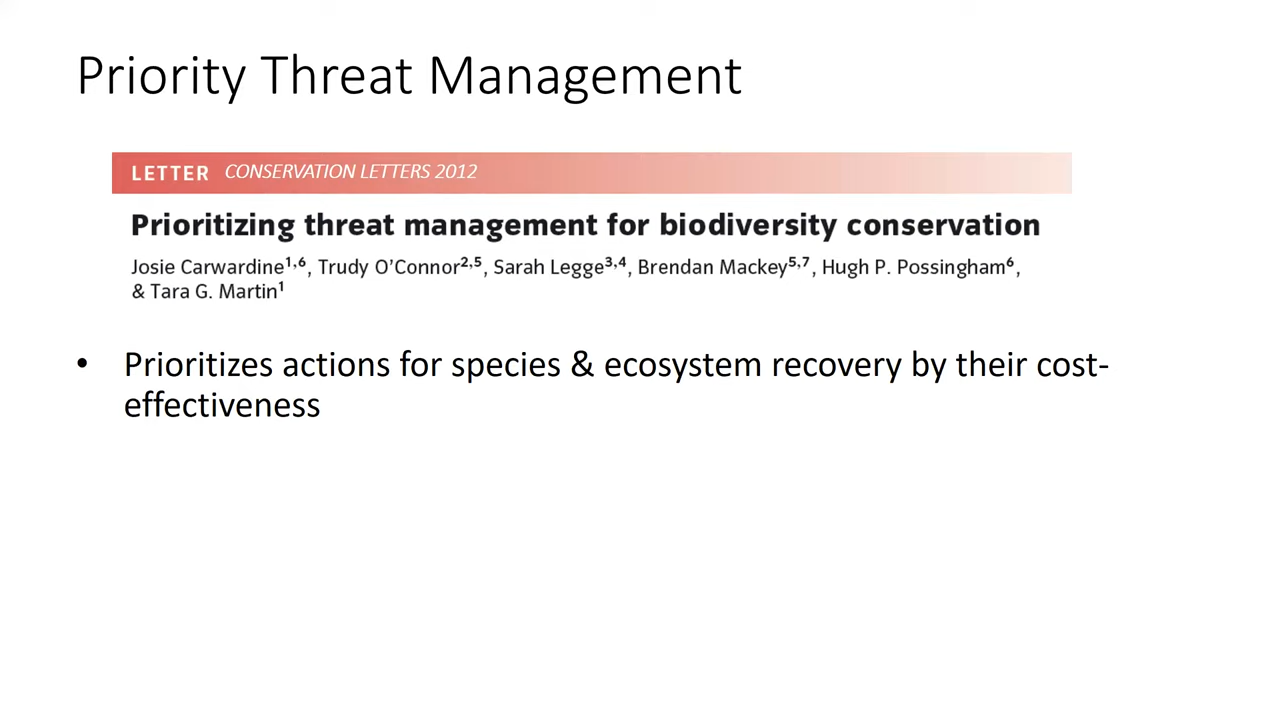 Priority Threat Management
LETTER CONSERVATION LETTERS 2012
Prioritizing threat management for biodiversity conservation
Josie Carwardine1,6, Trudy O’Connor2,5, Sarah Legge3,4, Brendan Mackey5,7, Hugh P. Possingham6,
& Tara G. Martin1
• Prioritizes actions for species & ecosystem recovery by their cost-
effectiveness